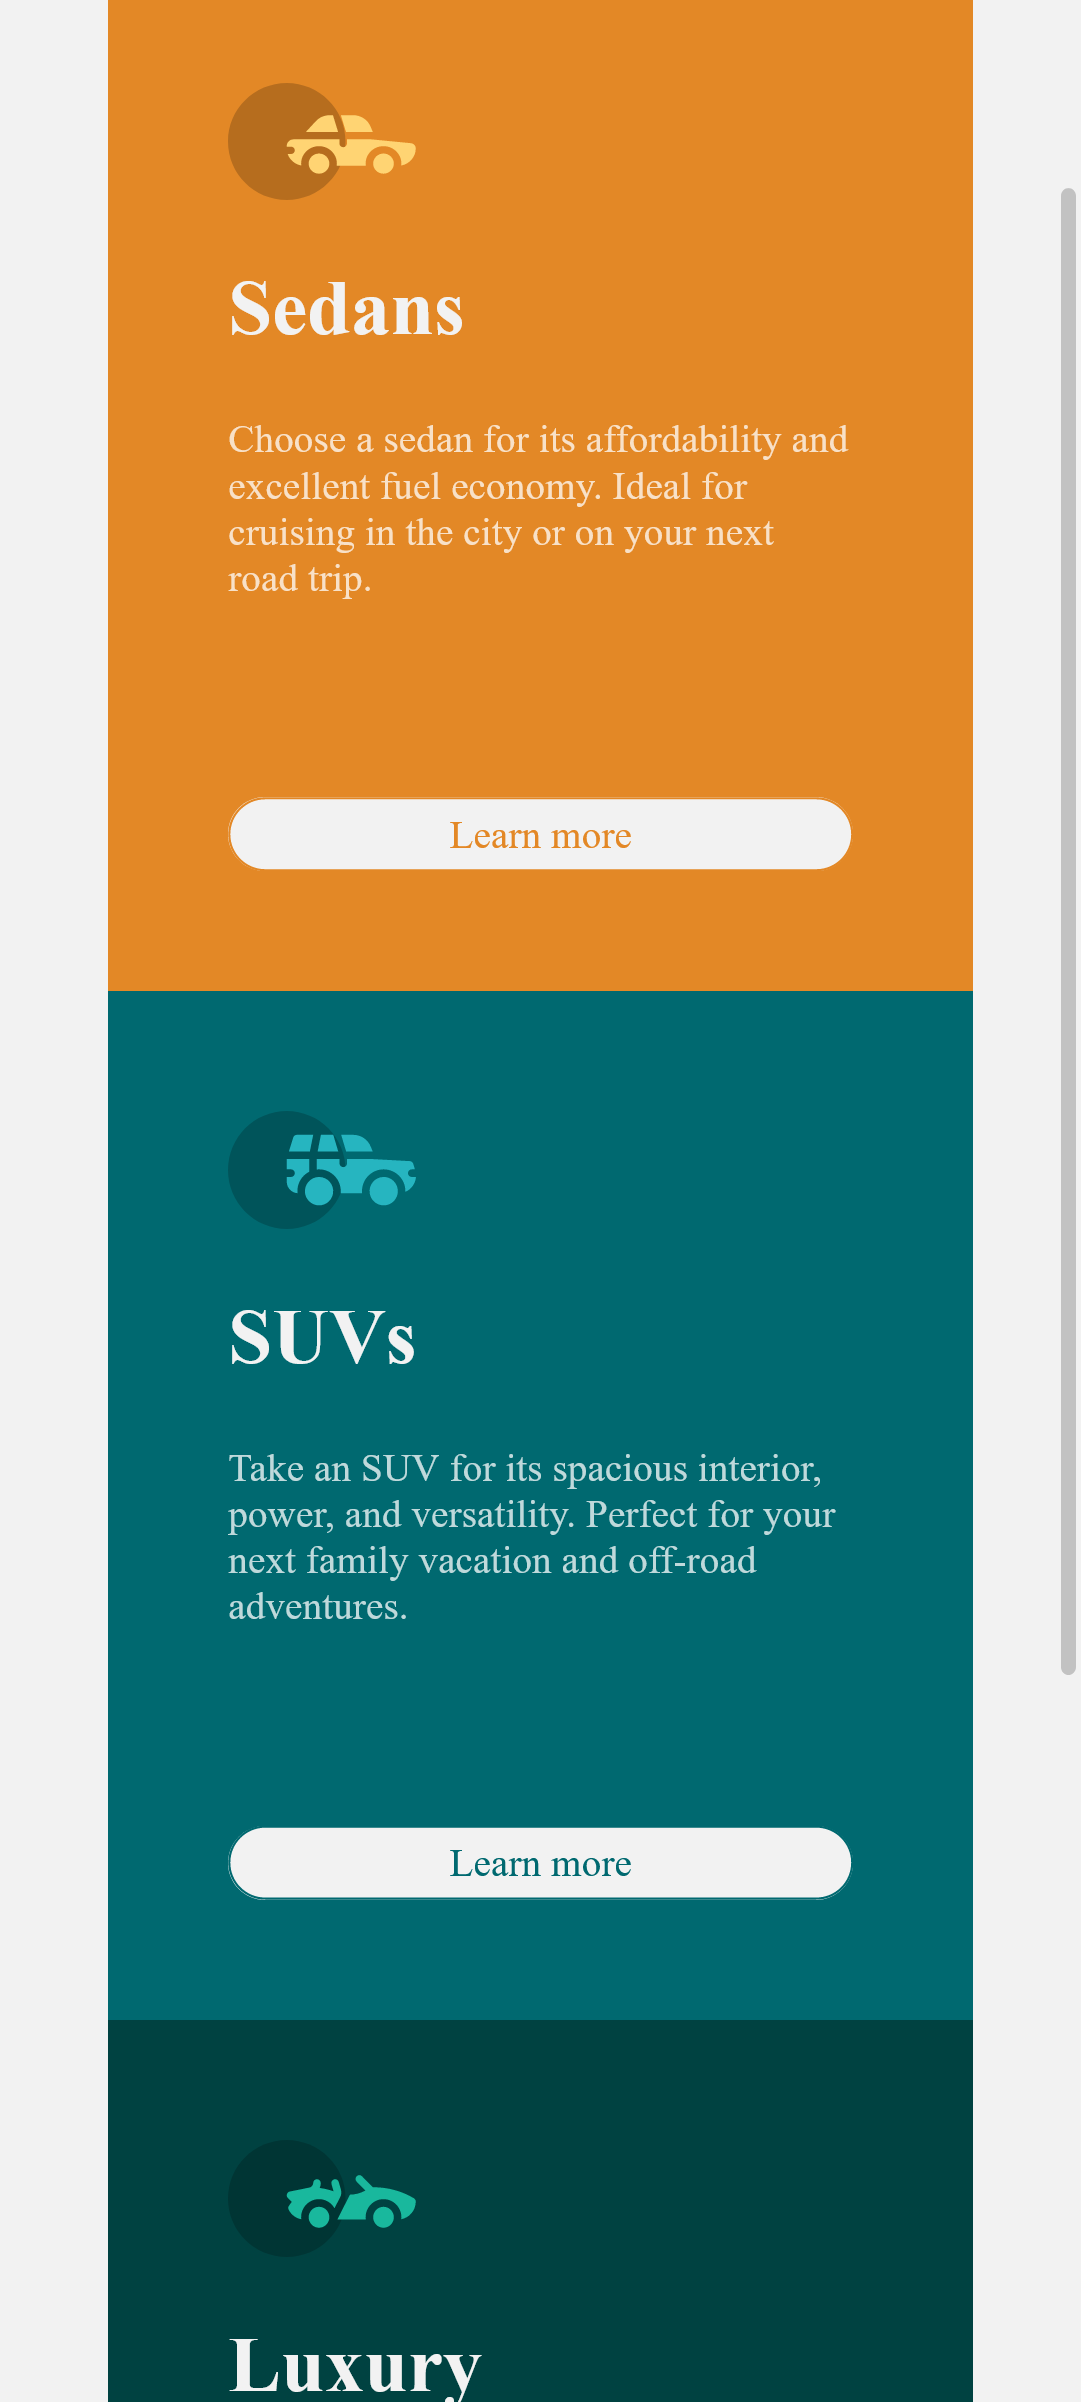 Sedans
Choose a sedan for its affordability and
excellent fuel economy. Ideal for
cruising in the city or on your next
road trip.
Learn more
SUVs
Take an SUV for its spacious interior,
power, and versatility. Perfect for your
next family vacation and off-road
adventures.
Learn more
Luxury